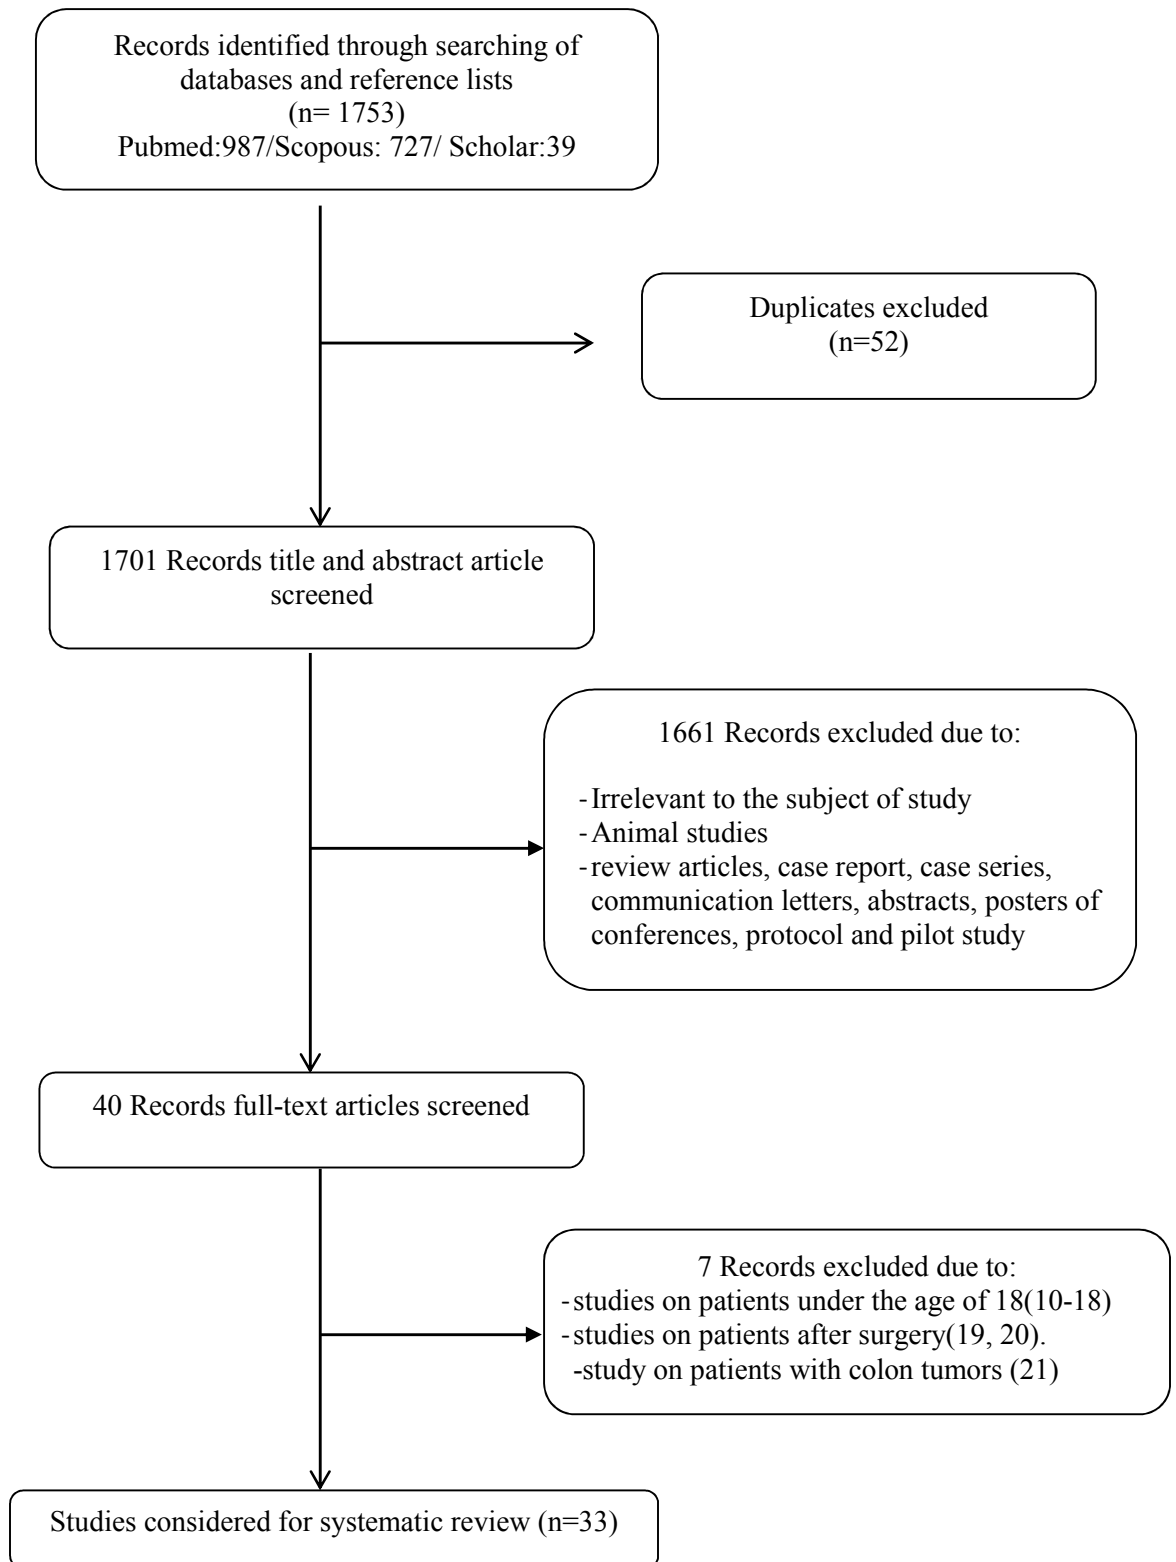 Records identified through searching of
databases and reference lists
(n= 1753)
Pubmed:987/Scopous: 727/ Scholar:39
Duplicates excluded
(n=52)
1701 Records title and abstract article
screened
1661 Records excluded due to:
-Irrelevant to the subject of study
-Animal studies
-review articles, case report, case series,
communication letters, abstracts, posters of
conferences, protocol and pilot study
40 Records full-text articles screened
7 Records excluded due to:
-studies on patients under the age of 18(10-18)
-studies on patients after surgery(19, 20).
-study on patients with colon tumors (21)
Studies considered for systematic review (n=33)